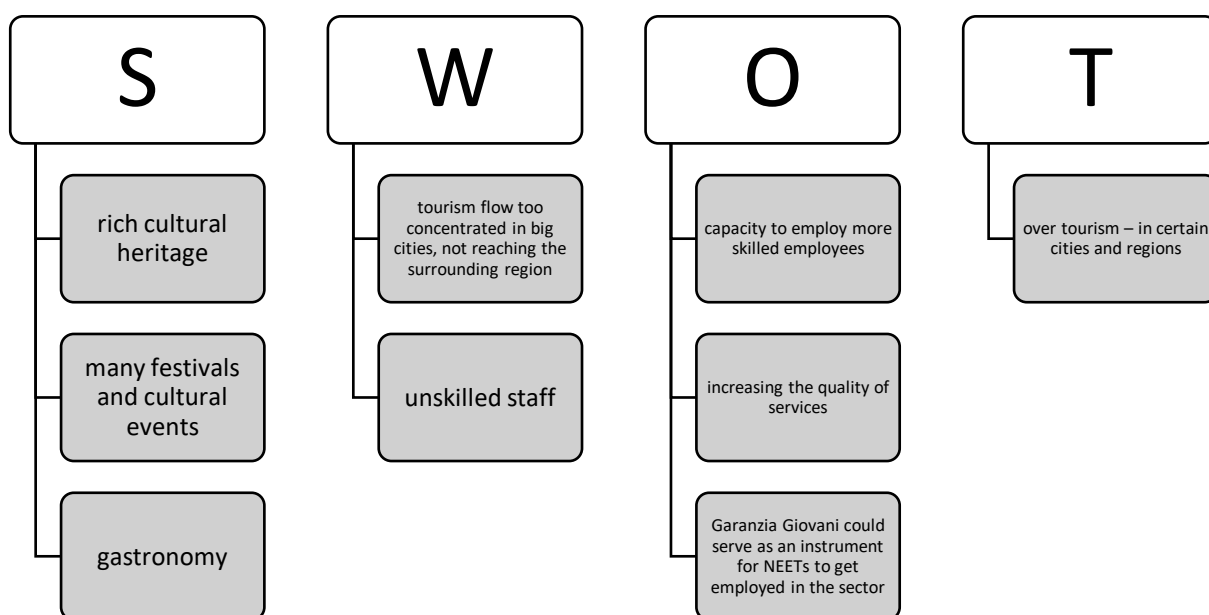 S
rich cultural
heritage
many festivals
and cultural
events
gastronomy
W
tourism flow too
concentrated in big
cities, not reaching the
surrounding region
unskilled staff
O
capacity to employ more
skilled employees
increasing the quality of
services
Garanzia Giovani could
serve as an instrument
for NEETs to get
employed in the sector
T
over tourism – in certain
cities and regions